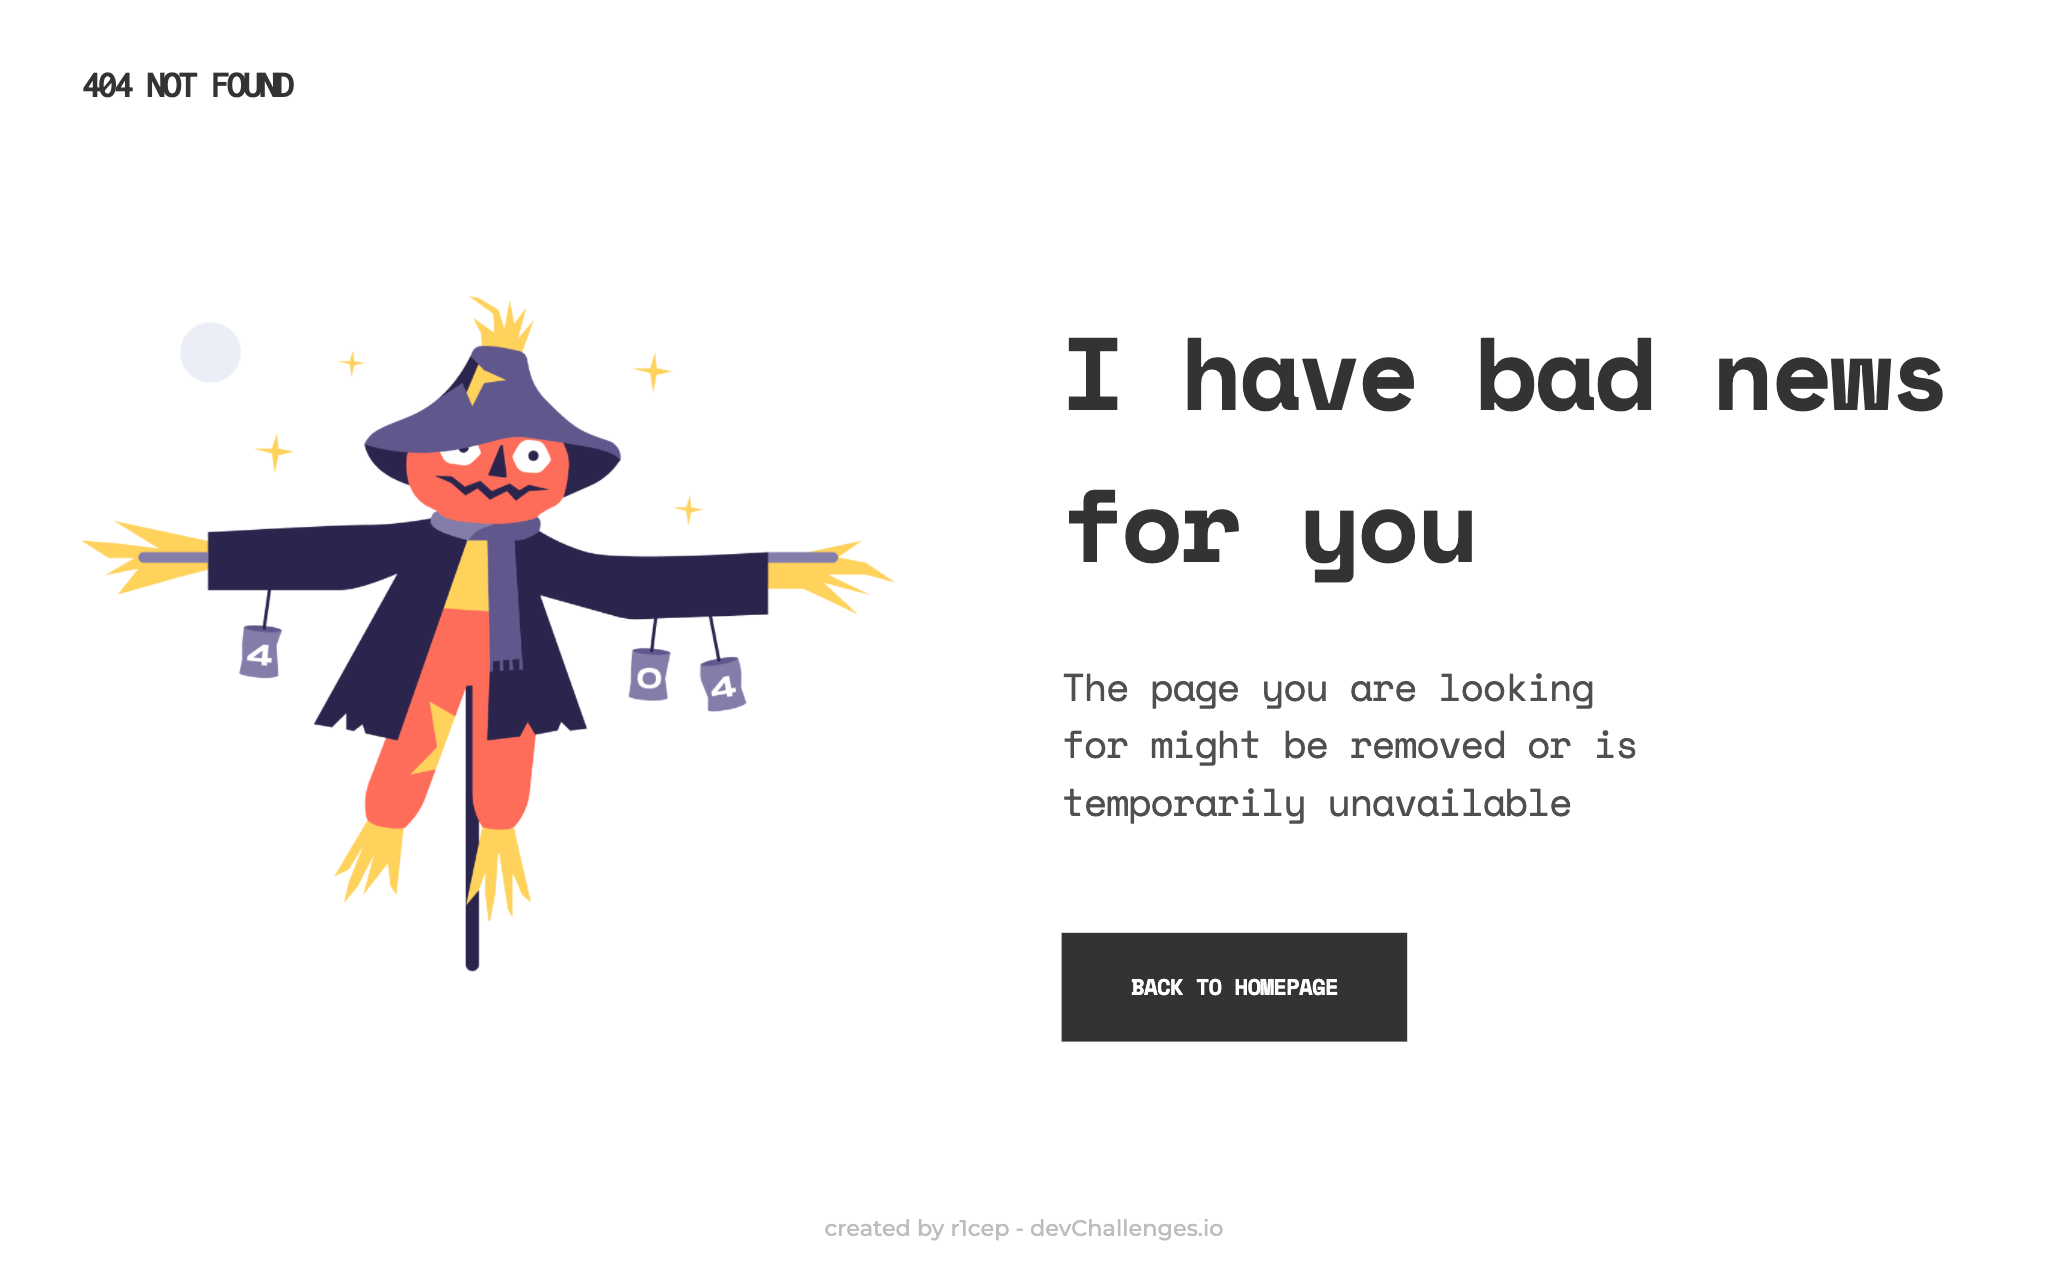 404 NOT FOUND
4
0
4
I have bad news
for you
The page you are looking
for might be removed or is
temporarily unavailable
BACK TO HOMEPAGE
created by r1cep - devChallenges.io